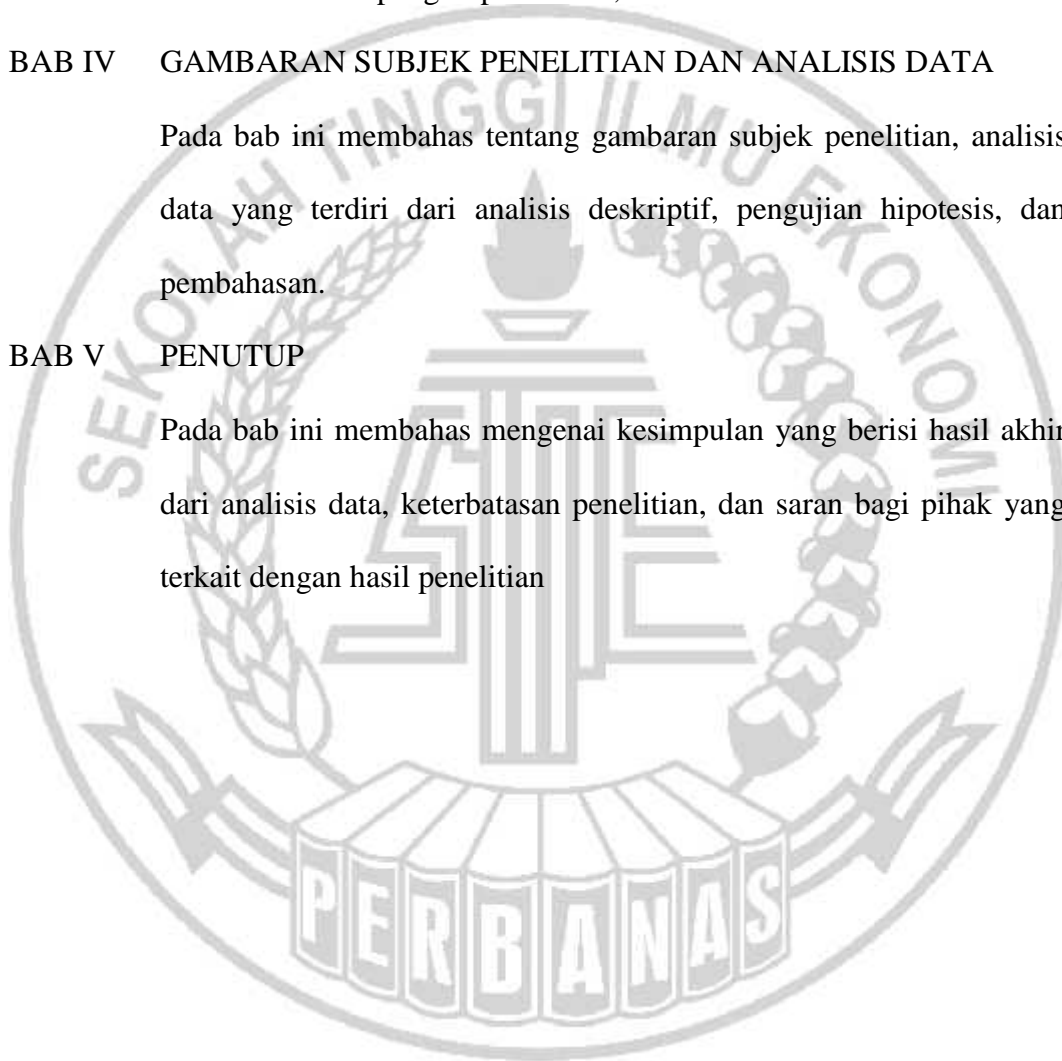 BAB IV GAMBARAN SUBJEK PENELITIAN DAN ANALISIS DATA
Pada bab ini membahas tentang gambaran subjek penelitian, analisis
data yang terdiri dari analisis deskriptif, pengujian hipotesis, dan
pembahasan.
BAB V PENUTUP
Pada bab ini membahas mengenai kesimpulan yang berisi hasil akhir
dari analisis data, keterbatasan penelitian, dan saran bagi pihak yang
terkait dengan hasil penelitian
SEKOLAH TINGGI ILMU EKONOMI
PERBANAS